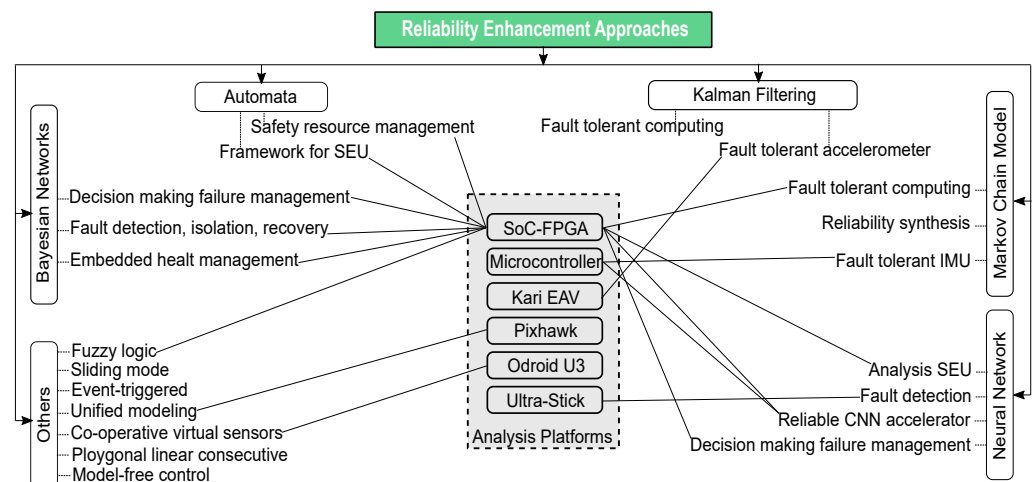 Reliability Enhancement Approaches
Automata
Kalman Filtering
Safety resource management
Framework for SEU
Fault tolerant computing
Fault tolerant accelerometer
Bayesian Networks
Decision making failure management
Fault detection, isolation, recovery
Embedded healt management
Markov Chain Model
Fault tolerant computing
Reliability synthesis
Fault tolerant IMU
SoC-FPGA
Microcontroller
Kari EAV
Pixhawk
Odroid U3
Ultra-Stick
Analysis Platforms
Others
Fuzzy logic
Sliding mode
Event-triggered
Unified modeling
Co-operative virtual sensors
Ploygonal linear consecutive
Model-free control
Neural Network
Analysis SEU
Fault detection
Reliable CNN accelerator
Decision making failure management